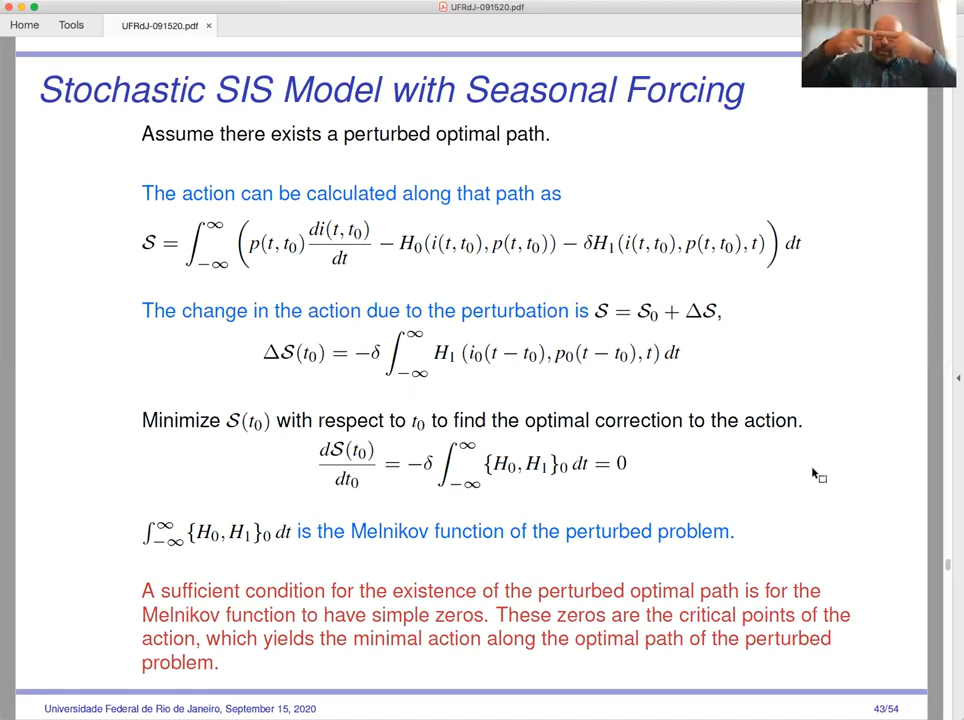 UFRdJ-091520.pdf
Home Tools UFRdJ-091520.pdf ×
Stochastic SIS Model with Seasonal Forcing
Assume there exists a perturbed optimal path.
The action can be calculated along that path as
𝒮 = ∫_{-∞}^{∞} ( p(t, t₀) di(t, t₀)/dt − H₀(i(t, t₀), p(t, t₀)) − δH₁(i(t, t₀), p(t, t₀), t) ) dt
The change in the action due to the perturbation is 𝒮 = 𝒮₀ + Δ𝒮,
Δ𝒮(t₀) = −δ ∫_{-∞}^{∞} H₁ (i₀(t − t₀), p₀(t − t₀), t) dt
Minimize 𝒮(t₀) with respect to t₀ to find the optimal correction to the action.
d𝒮(t₀)/dt₀ = −δ ∫_{-∞}^{∞} {H₀, H₁}₀ dt = 0
∫_{-∞}^{∞} {H₀, H₁}₀ dt is the Melnikov function of the perturbed problem.
A sufficient condition for the existence of the perturbed optimal path is for the
Melnikov function to have simple zeros. These zeros are the critical points of the
action, which yields the minimal action along the optimal path of the perturbed
problem.
Universidade Federal de Rio de Janeiro, September 15, 2020 43/54